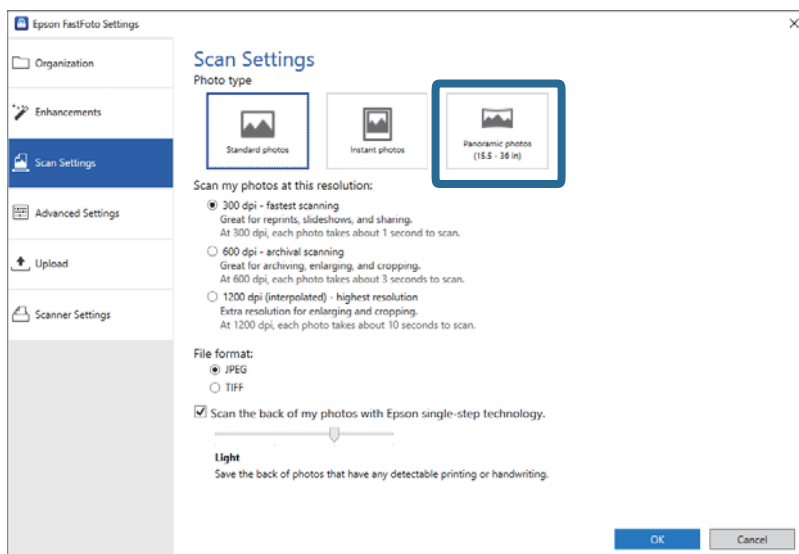 Epson FastFoto Settings
Organization
Enhancements
Scan Settings
Advanced Settings
Upload
Scanner Settings
Scan Settings
Photo type
Standard photos
Instant photos
Panoramic photos
(15.5 - 36 in)
Scan my photos at this resolution:
300 dpi - fastest scanning
Great for reprints, slideshows, and sharing.
At 300 dpi, each photo takes about 1 second to scan.
600 dpi - archival scanning
Great for archiving, enlarging, and cropping.
At 600 dpi, each photo takes about 3 seconds to scan.
1200 dpi (interpolated) - highest resolution
Extra resolution for enlarging and cropping.
At 1200 dpi, each photo takes about 10 seconds to scan.
File format:
JPEG
TIFF
Scan the back of my photos with Epson single-step technology.
Light
Save the back of photos that have any detectable printing or handwriting.
OK
Cancel